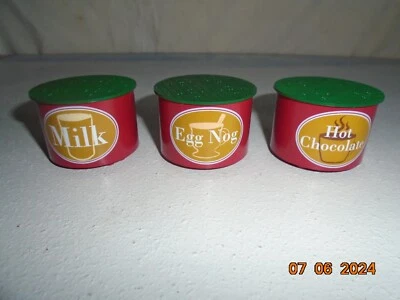 Milk
Egg Nog
Hot
Chocolate
07 06 2024